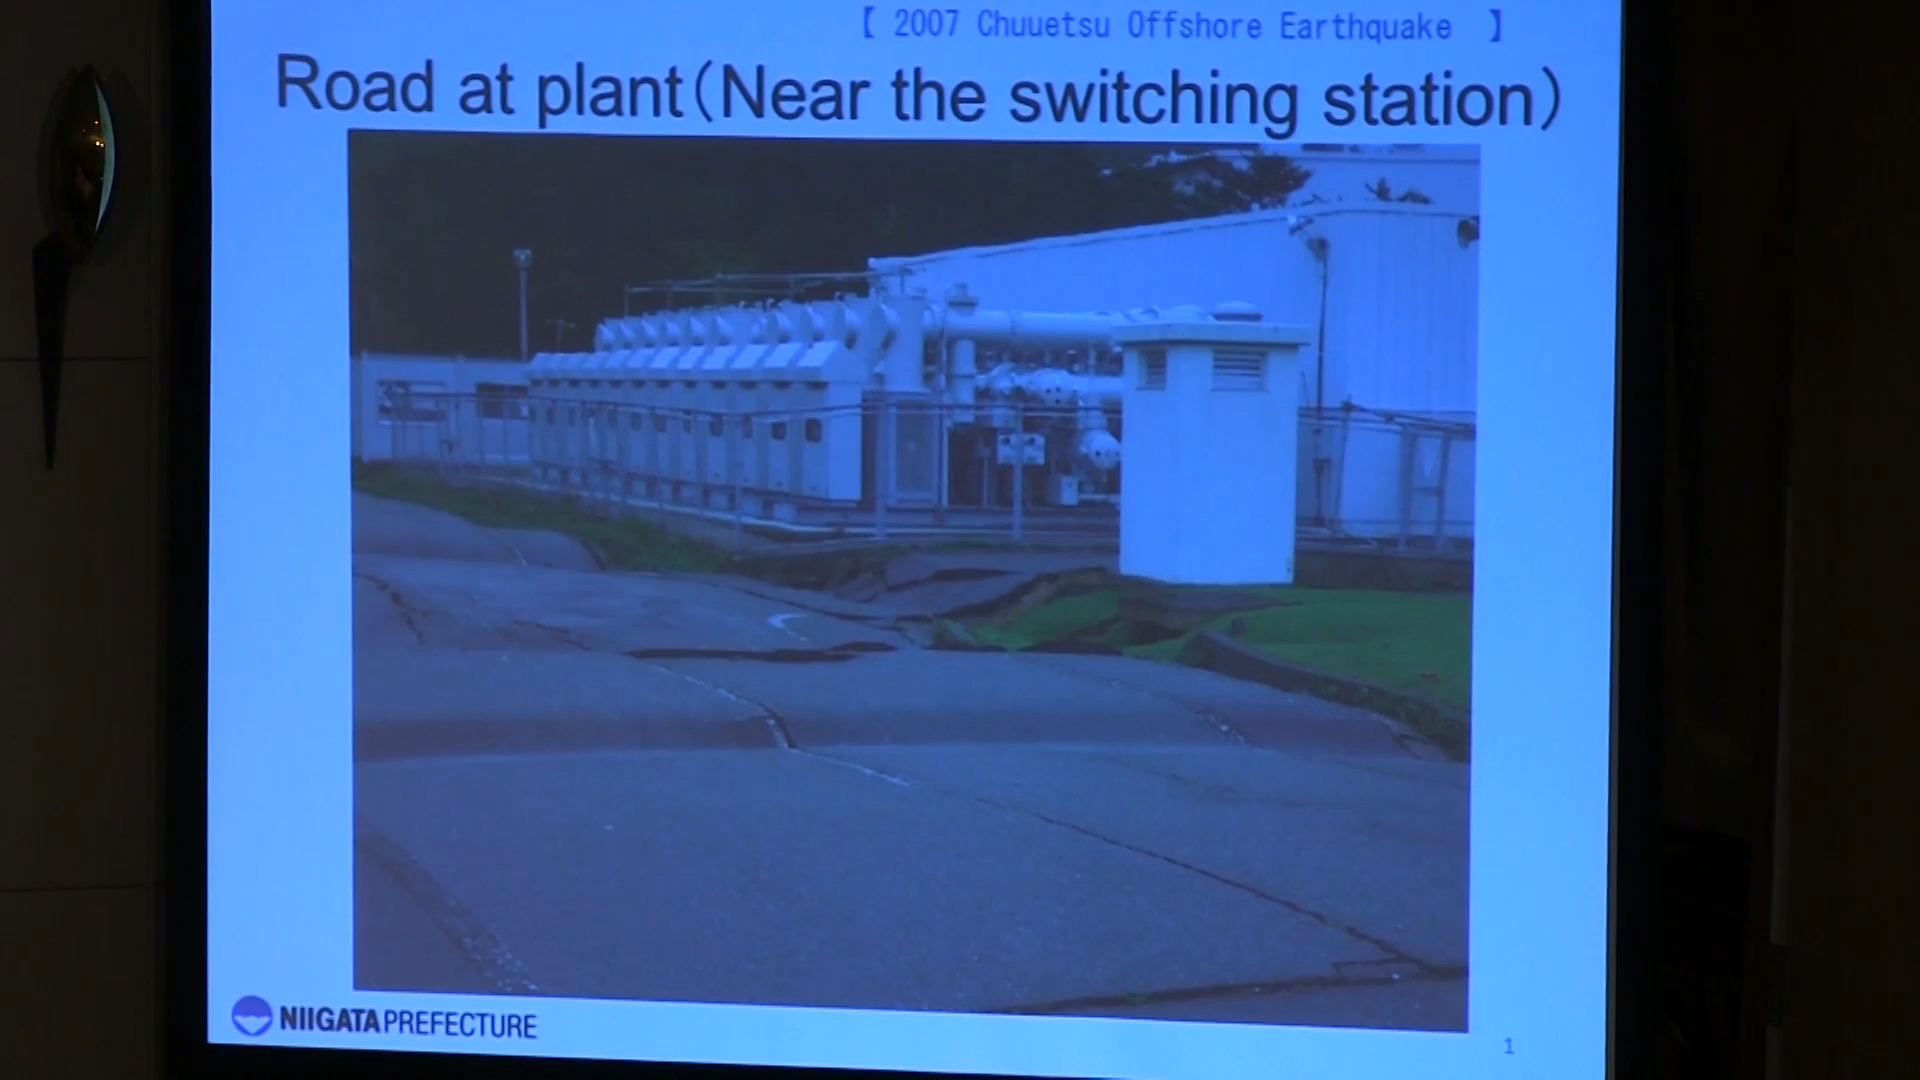 【 2007 Chuuetsu Offshore Earthquake 】
Road at plant（Near the switching station）
NIIGATA PREFECTURE
1